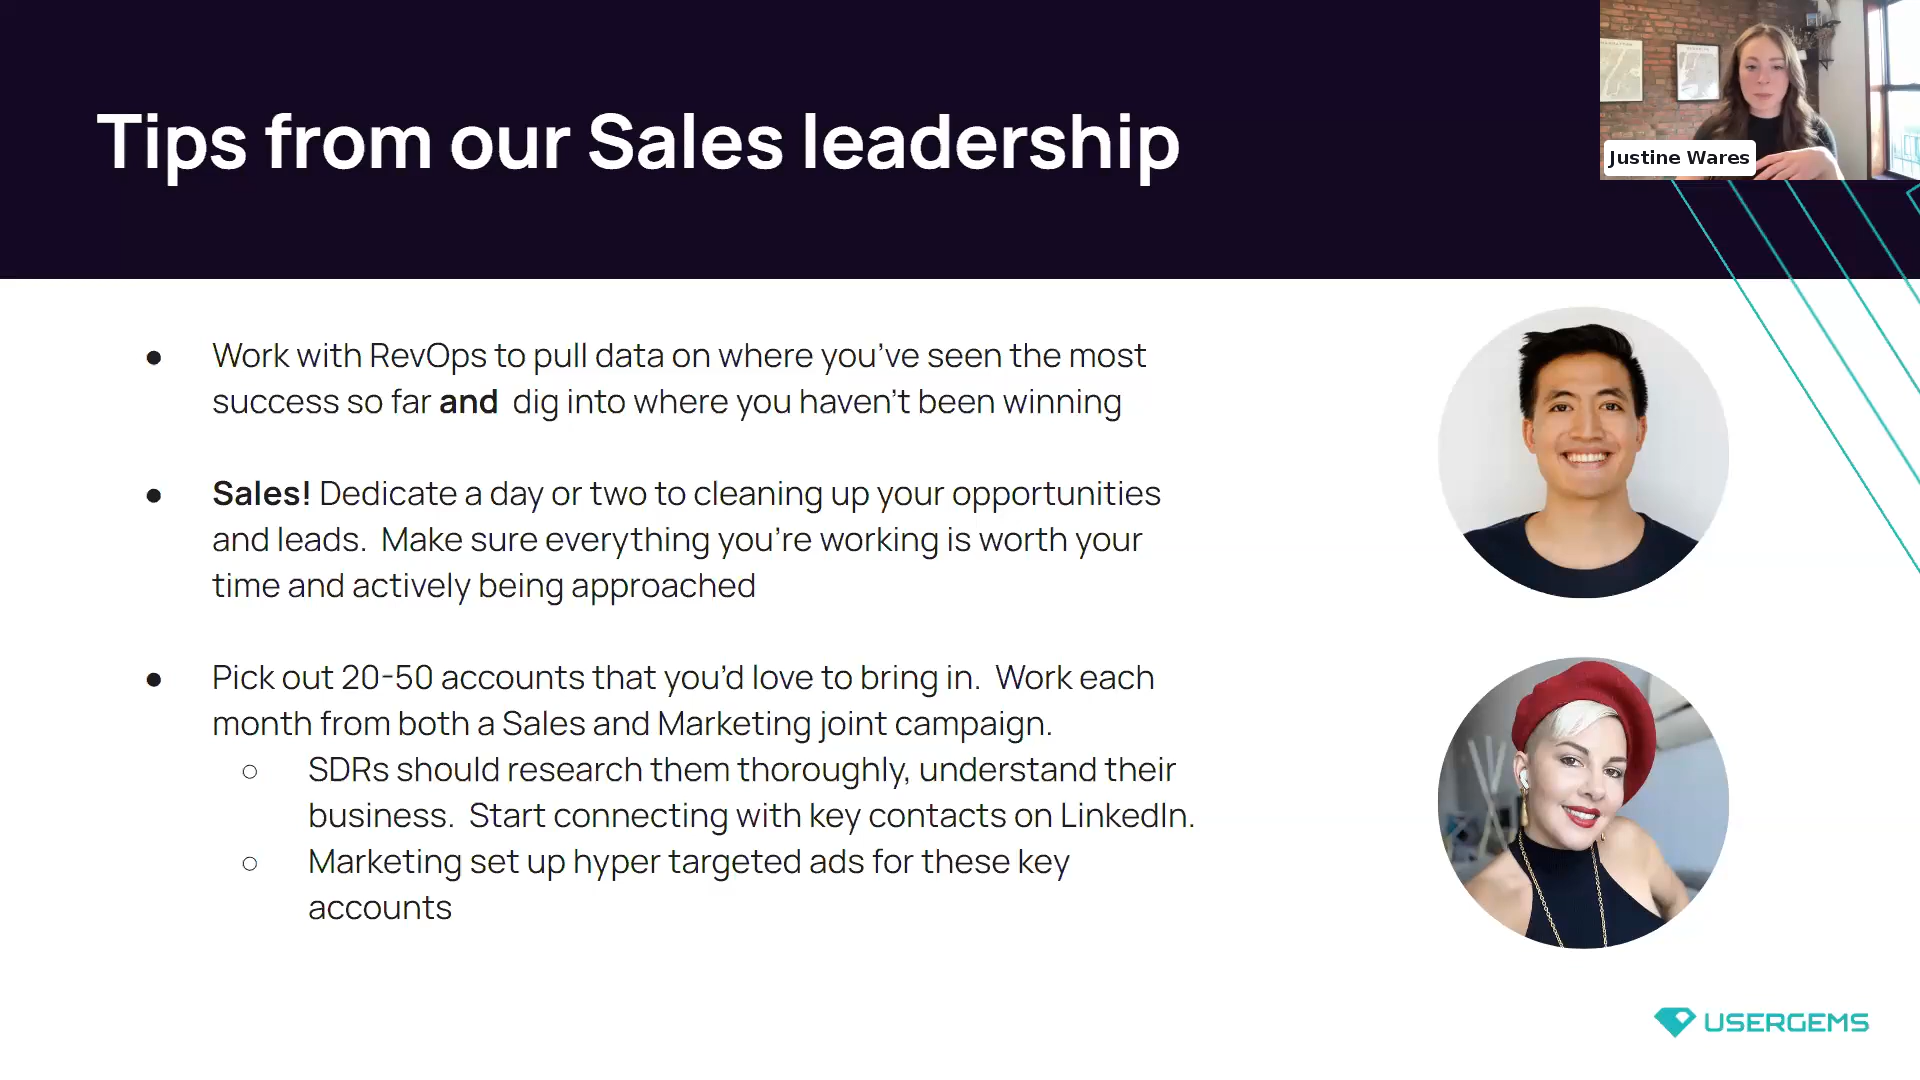 Tips from our Sales leadership
Justine Wares
● Work with RevOps to pull data on where you’ve seen the most
success so far and dig into where you haven’t been winning
● Sales! Dedicate a day or two to cleaning up your opportunities
and leads. Make sure everything you’re working is worth your
time and actively being approached
● Pick out 20-50 accounts that you’d love to bring in. Work each
month from both a Sales and Marketing joint campaign.
○ SDRs should research them thoroughly, understand their
business. Start connecting with key contacts on LinkedIn.
○ Marketing set up hyper targeted ads for these key
accounts
USERGEMS